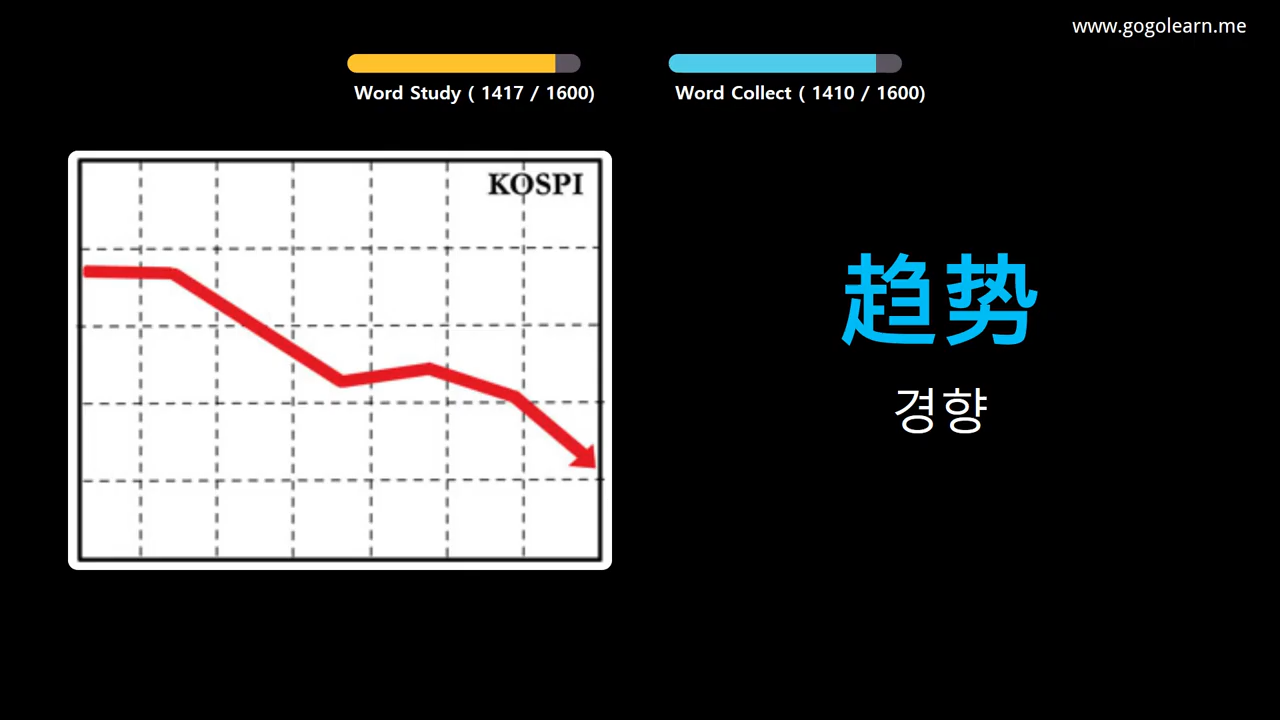 www.gogolearn.me
Word Study ( 1417 / 1600)
Word Collect ( 1410 / 1600)
KOSPI
趋势
경향